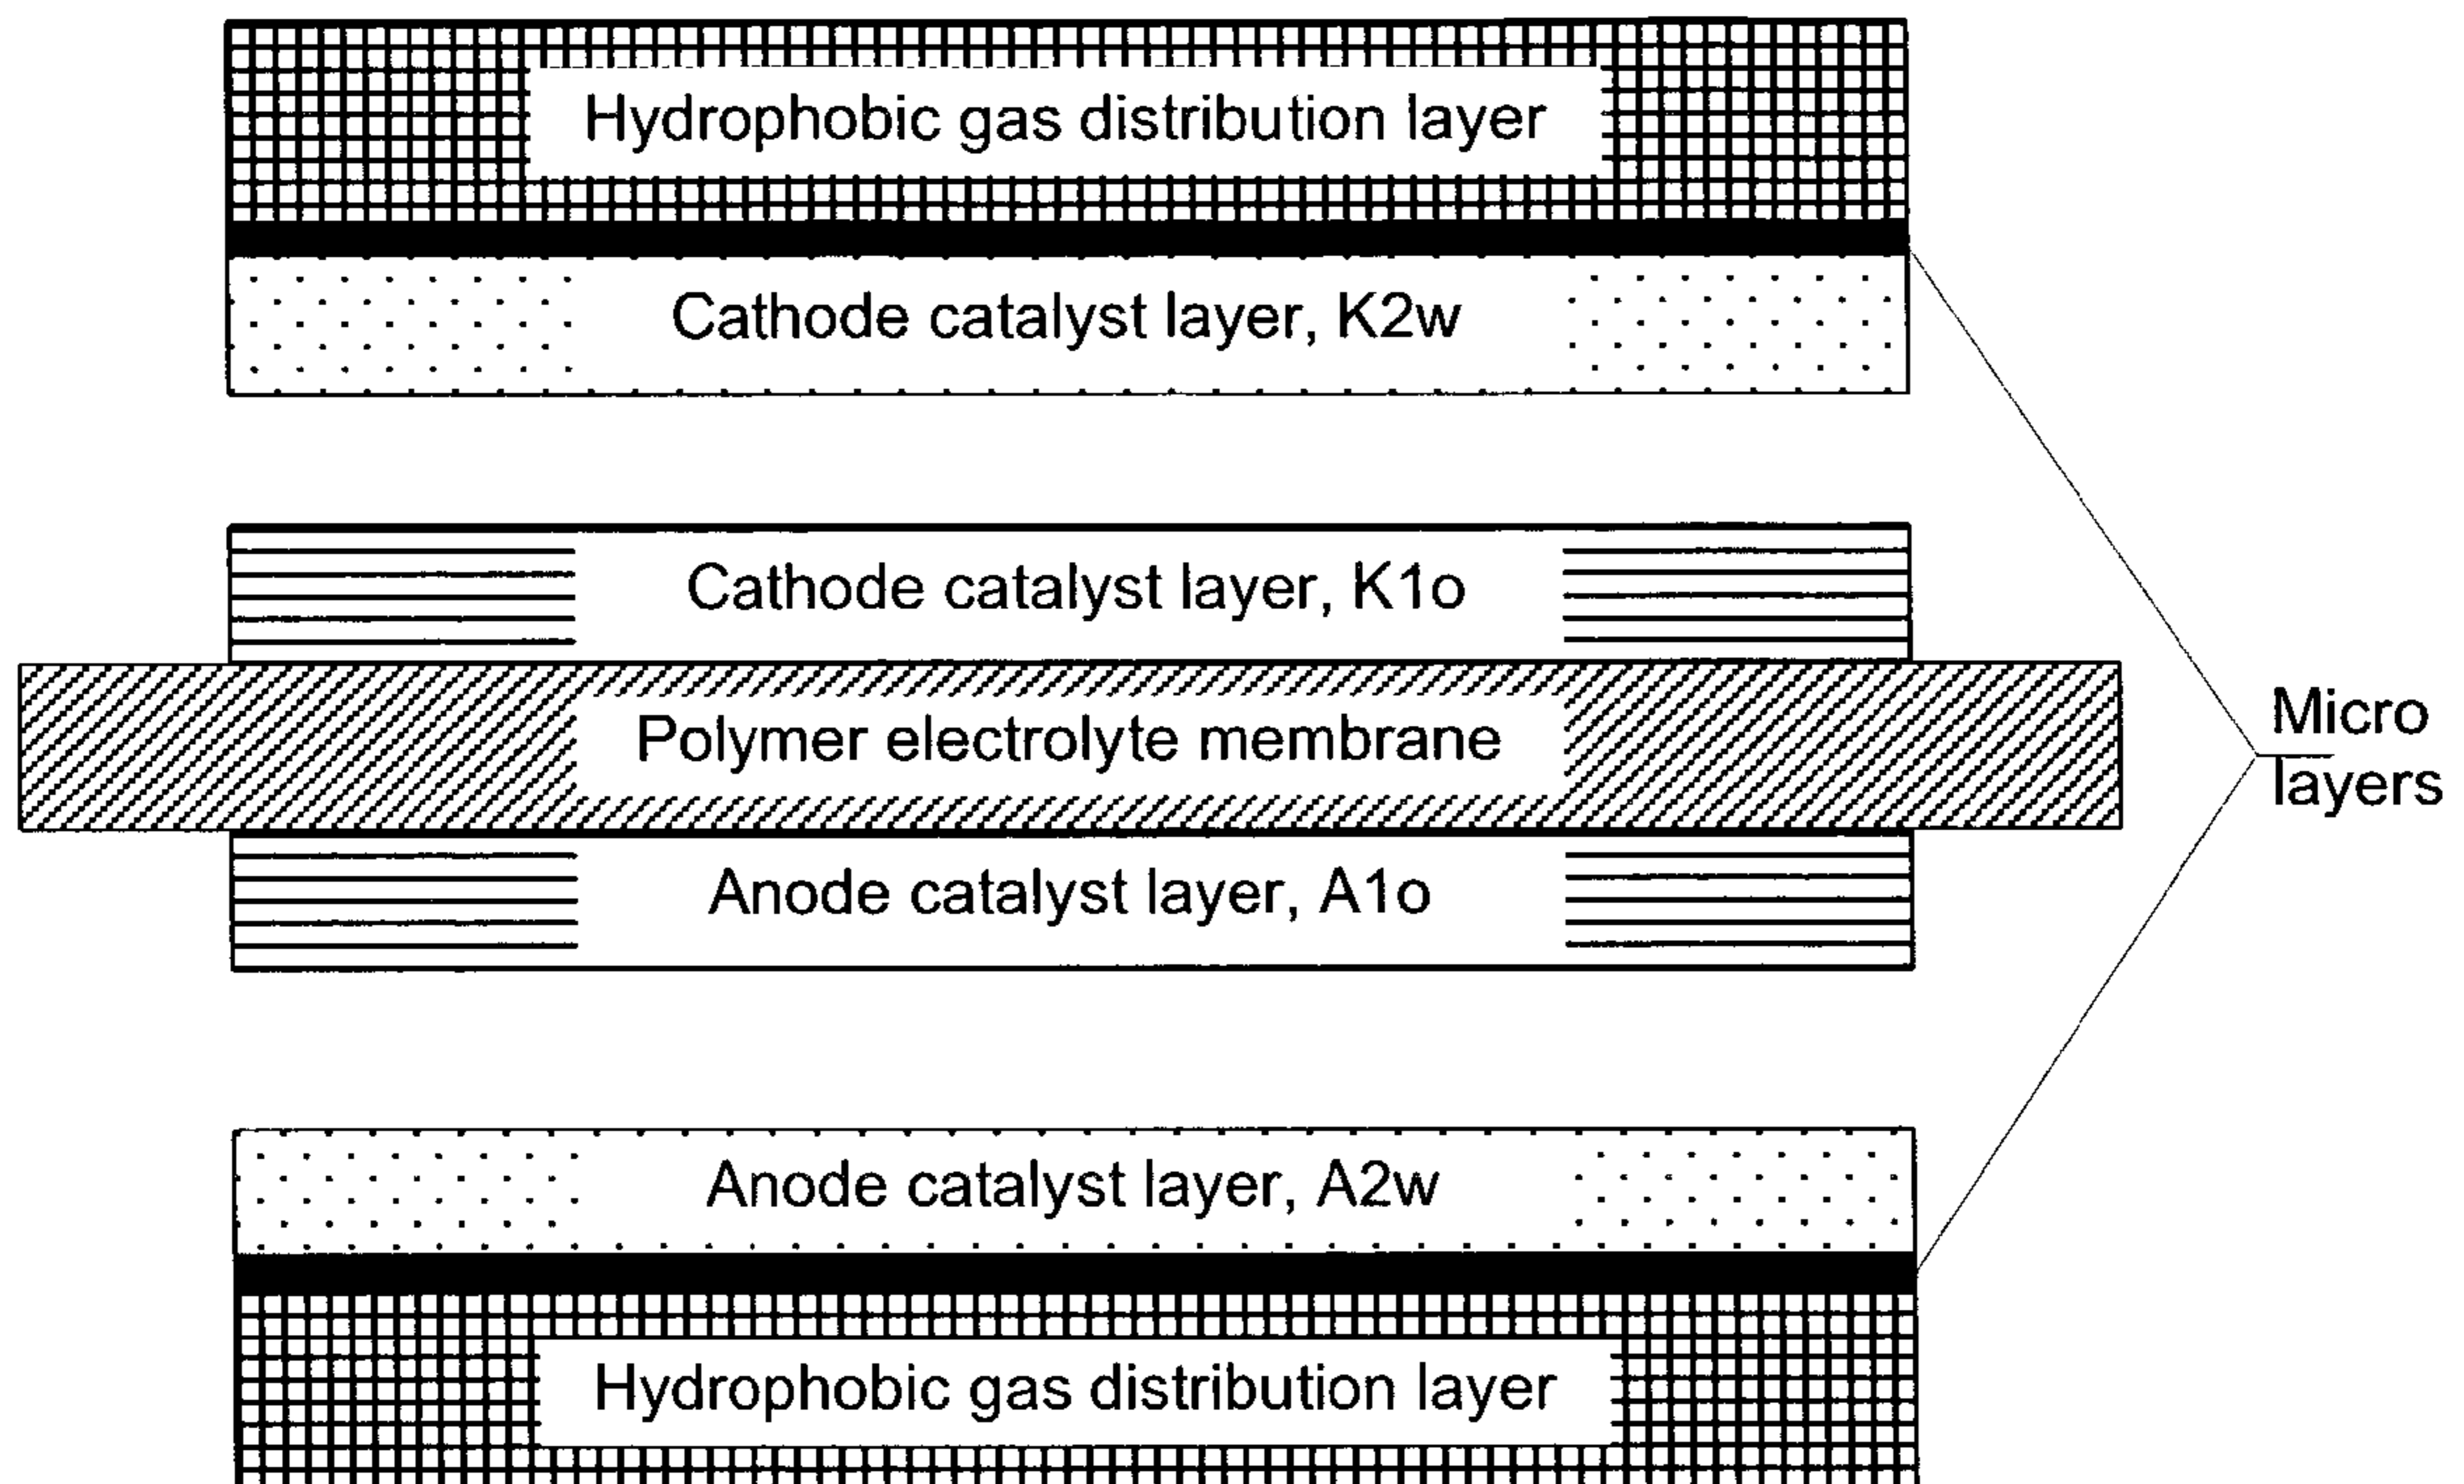 Hydrophobic gas distribution layer
Cathode catalyst layer, K2w
Cathode catalyst layer, K1o
Polymer electrolyte membrane
Micro
layers
Anode catalyst layer, A1o
Anode catalyst layer, A2w
Hydrophobic gas distribution layer